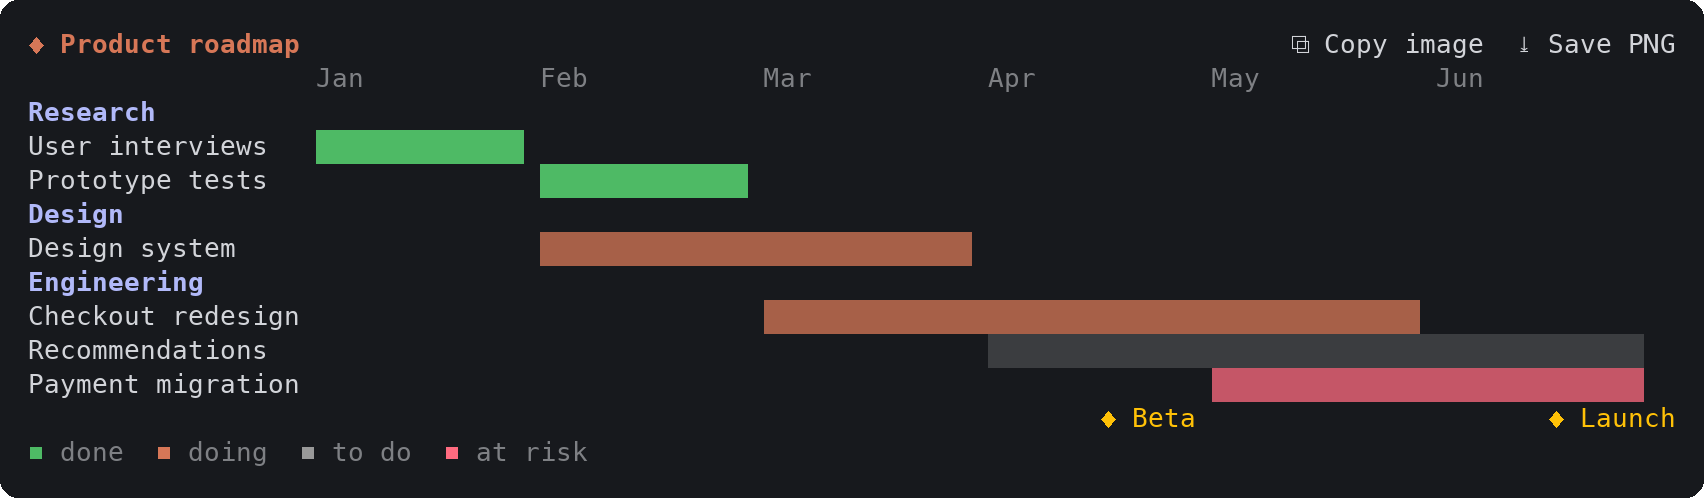 ♦ Product roadmap ⧉ Copy image ⤓ Save PNG
Jan Feb Mar Apr May Jun
Research
User interviews
Prototype tests
Design
Design system
Engineering
Checkout redesign
Recommendations
Payment migration
♦ Beta ♦ Launch
■ done ■ doing ■ to do ■ at risk